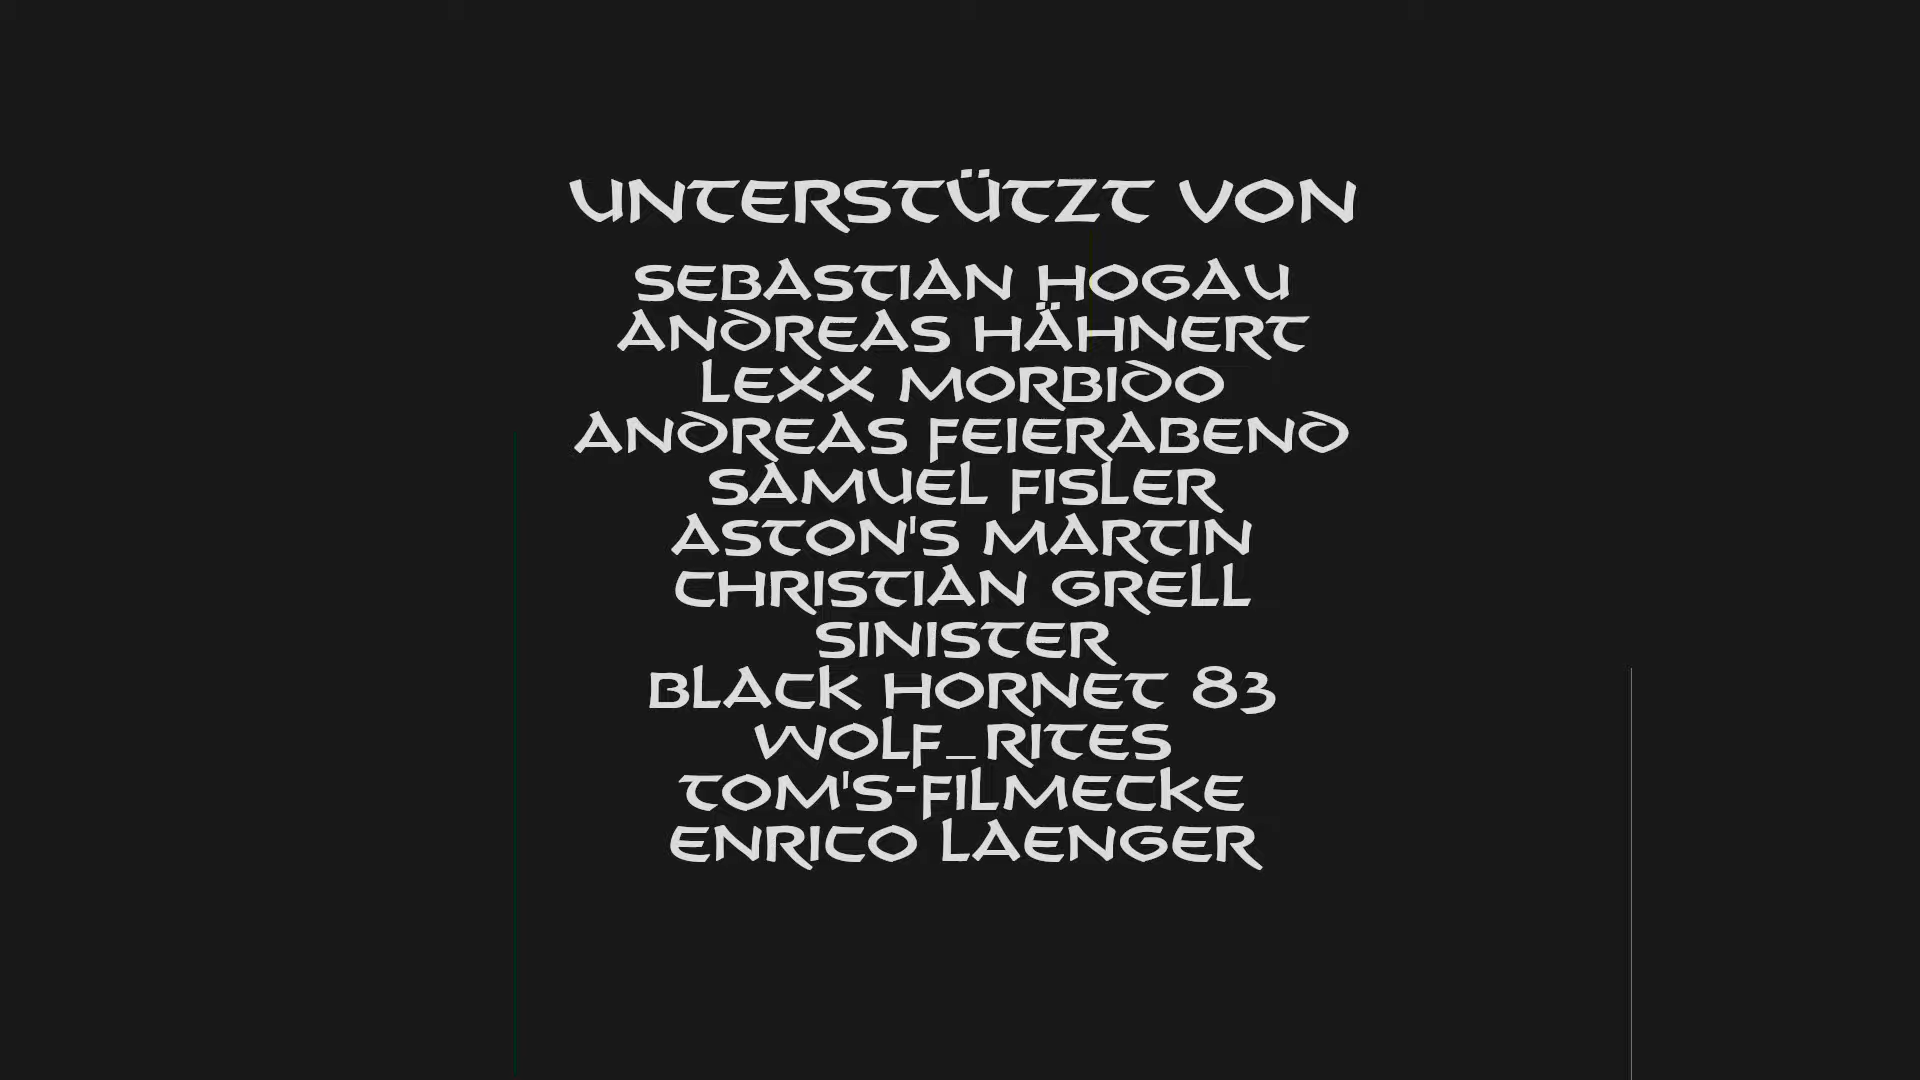 UNTERSTÜTZT VON
SEBASTIAN HOGAU
ANDREAS HÄHNERT
LEXX MORBIDO
ANDREAS FEIERABEND
SAMUEL FISLER
ASTON'S MARTIN
CHRISTIAN GRELL
SINISTER
BLACK HORNET 83
WOLF_RITES
TOM'S-FILMECKE
ENRICO LAENGER